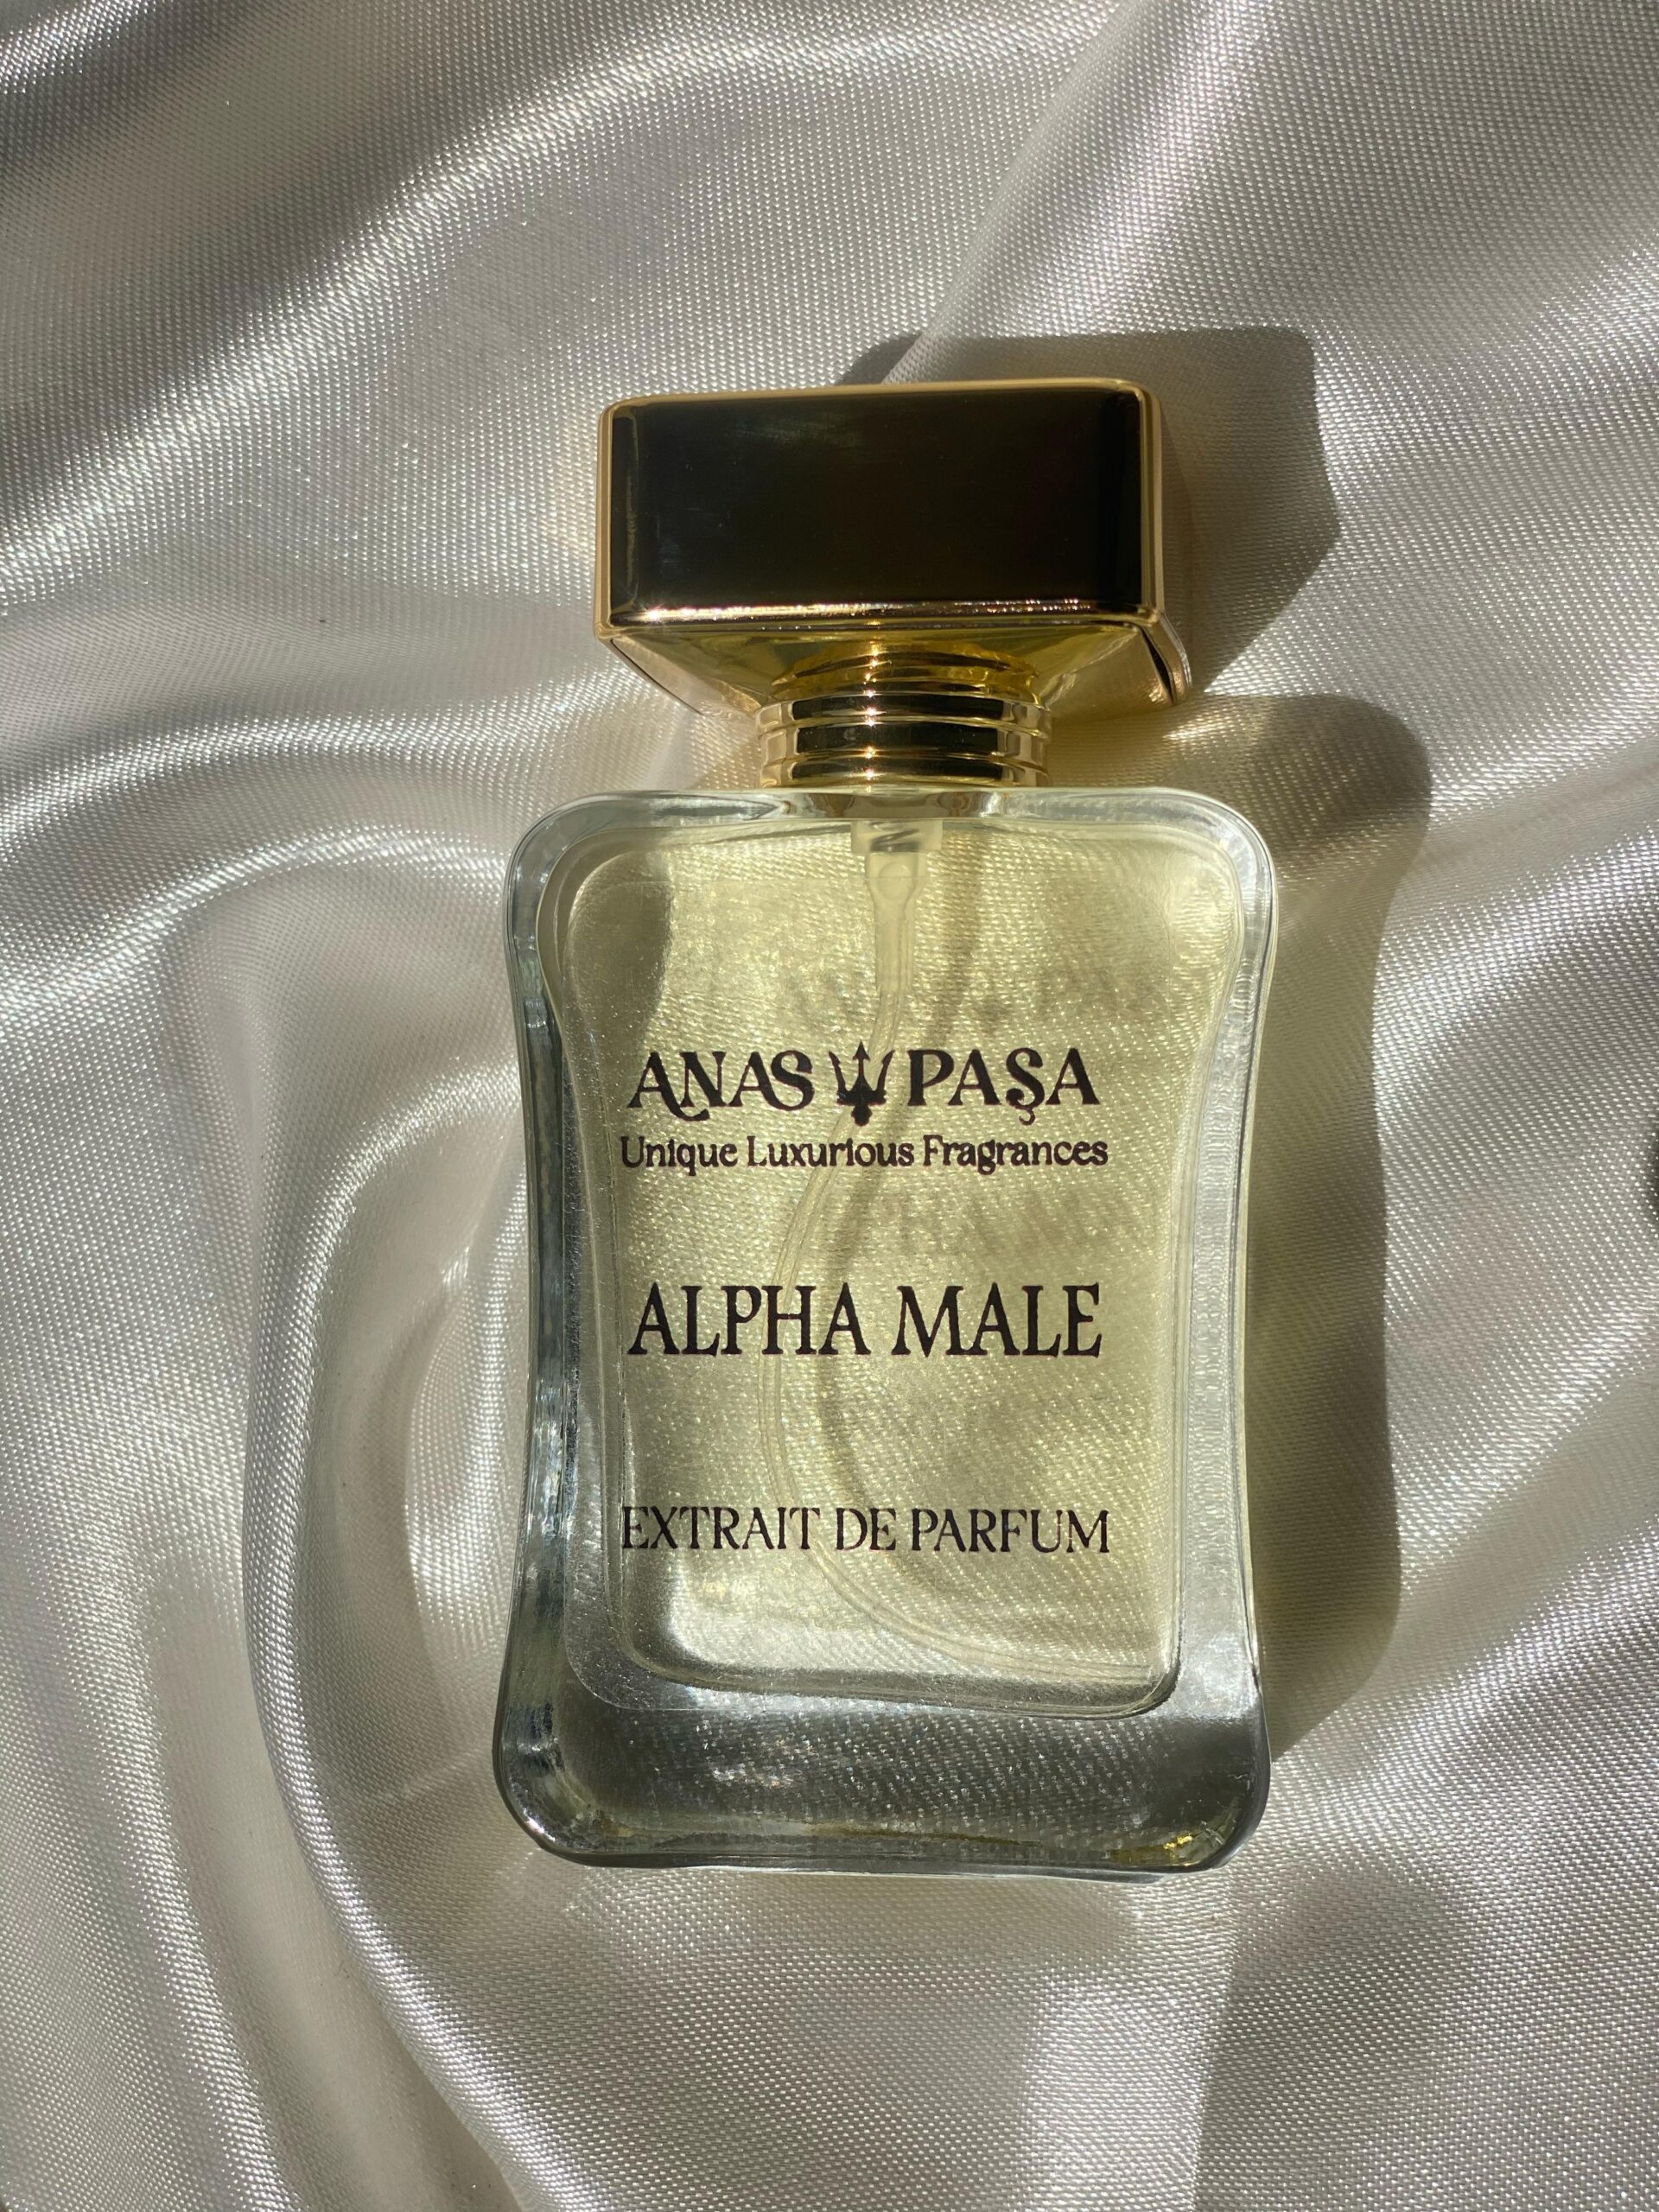 ANAS PAŞA
Unique Luxurious Fragrances
ALPHA MALE
EXTRAIT DE PARFUM